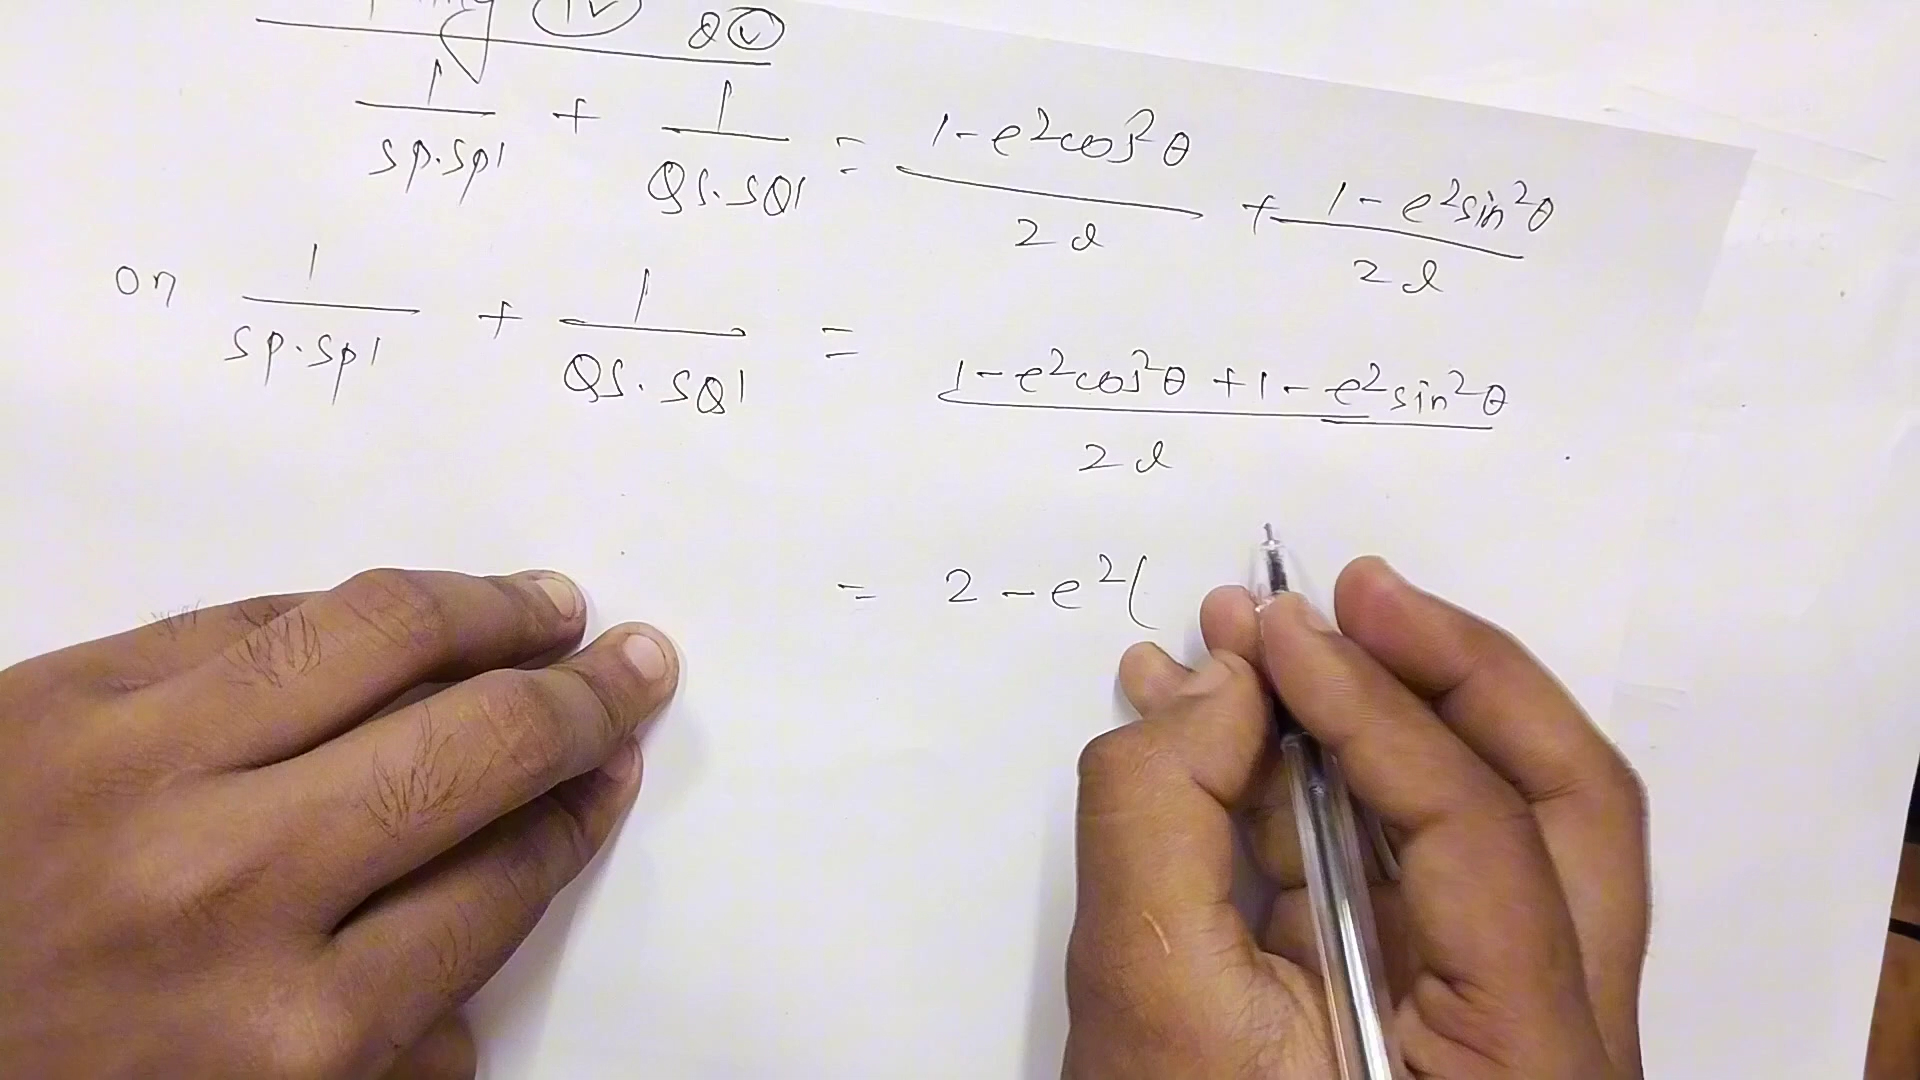 (iv) & (v)
1/SP.SP' + 1/QS.SQ' = 1-e²cos²θ/2l + 1-e²sin²θ/2l
or 1/SP.SP' + 1/QS.SQ' = 1-e²cos²θ+1-e²sin²θ/2l
= 2-e²(